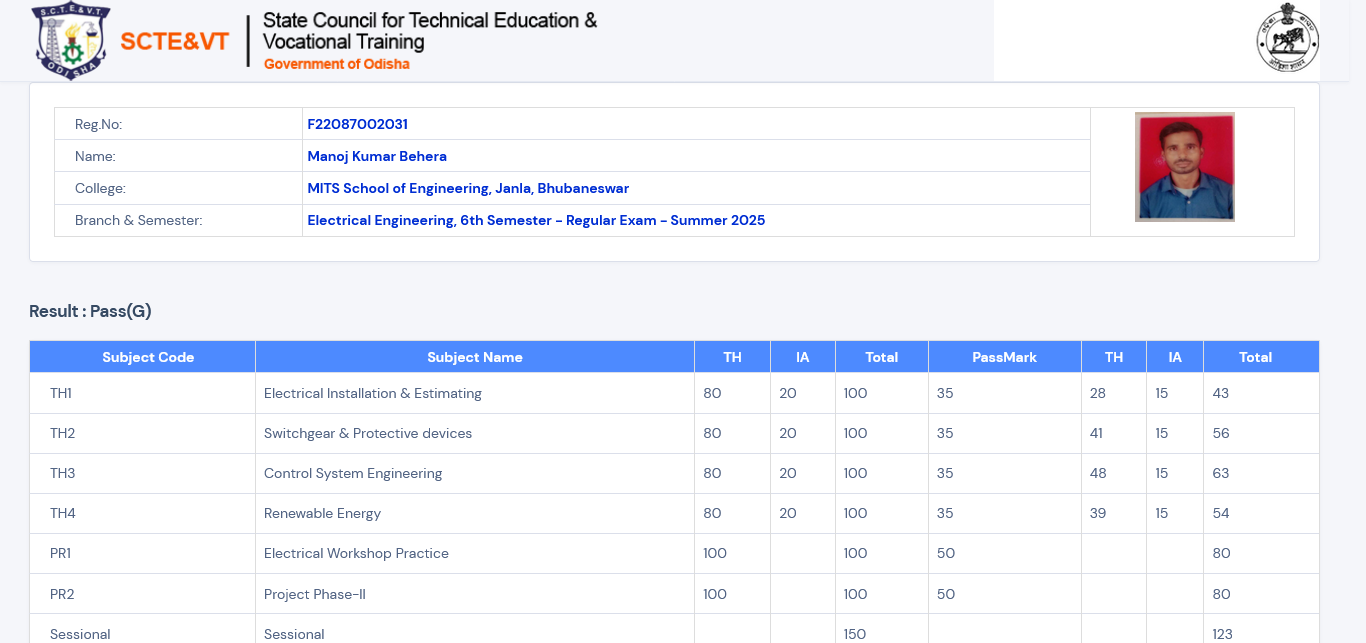 S.C.T.E.& V.T.
ODISHA
SCTE&VT
State Council for Technical Education &
Vocational Training
Government of Odisha
Reg.No: F22087002031
Name: Manoj Kumar Behera
College: MITS School of Engineering, Janla, Bhubaneswar
Branch & Semester: Electrical Engineering, 6th Semester - Regular Exam - Summer 2025
Result : Pass(G)
Subject Code Subject Name TH IA Total PassMark TH IA Total
TH1 Electrical Installation & Estimating 80 20 100 35 28 15 43
TH2 Switchgear & Protective devices 80 20 100 35 41 15 56
TH3 Control System Engineering 80 20 100 35 48 15 63
TH4 Renewable Energy 80 20 100 35 39 15 54
PR1 Electrical Workshop Practice 100 100 50 80
PR2 Project Phase-II 100 100 50 80
Sessional Sessional 150 123